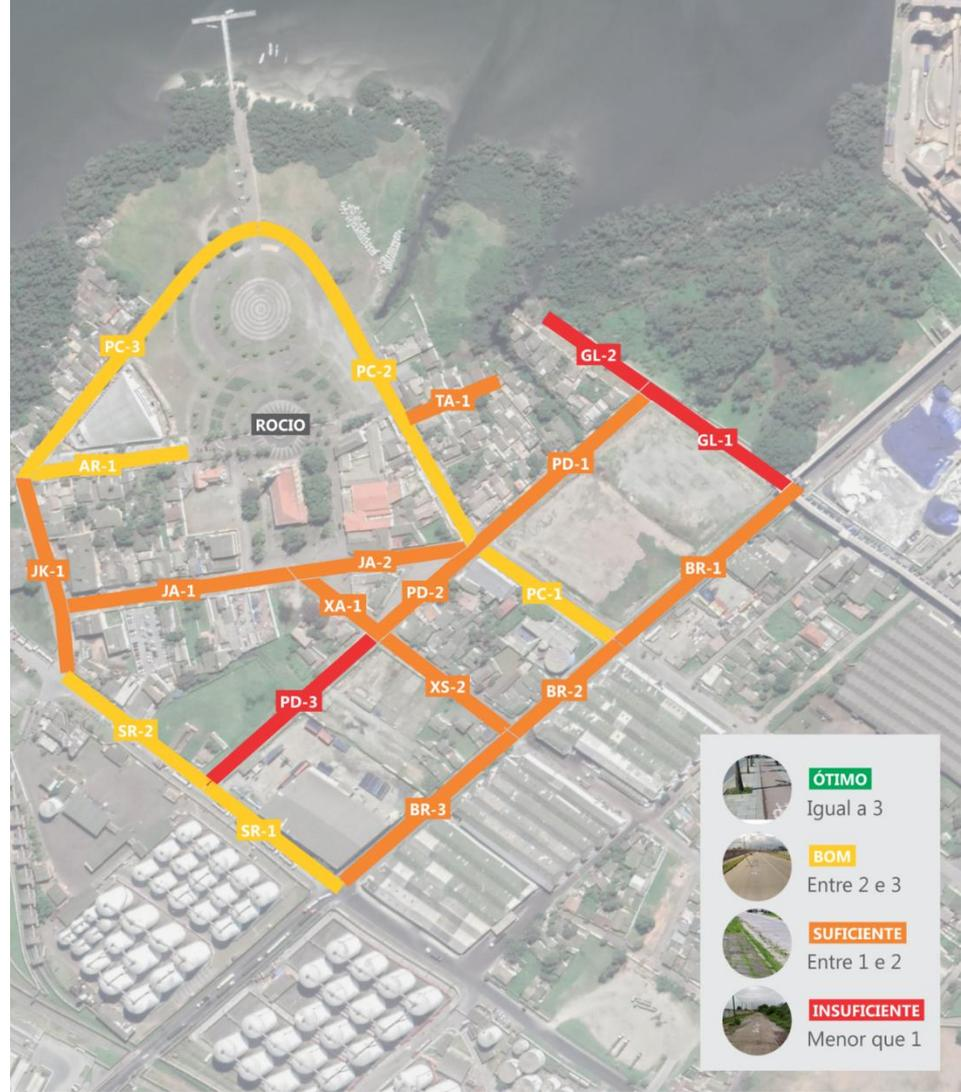 PC-3
PC-2
GL-2
TA-1
ROCIO
GL-1
AR-1
PD-1
JK-1
JA-2
BR-1
JA-1
XA-1
PD-2
PC-1
XS-2
BR-2
PD-3
SR-2
BR-3
SR-1
ÓTIMO
Igual a 3
BOM
Entre 2 e 3
SUFICIENTE
Entre 1 e 2
INSUFICIENTE
Menor que 1